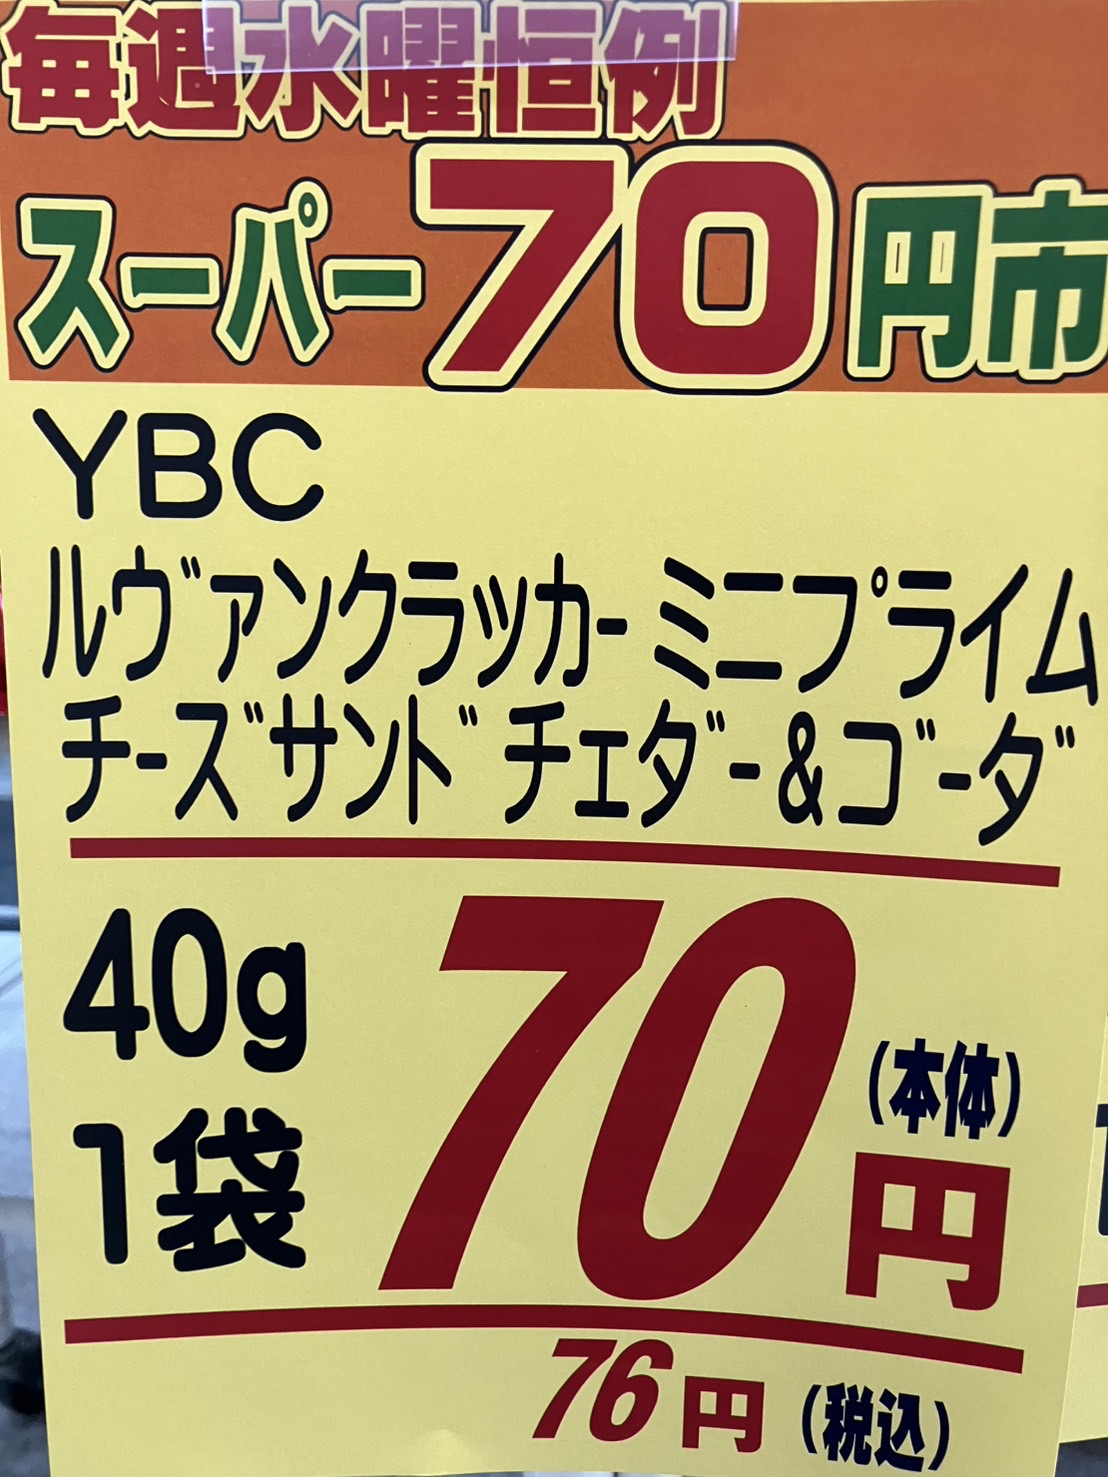 毎週水曜恒例
スーパー70円市
YBC
ルヴァンクラッカーミニプライム
チーズサンドチェダー&ゴーダ
40g
1袋
70円
(本体)
76円(税込)